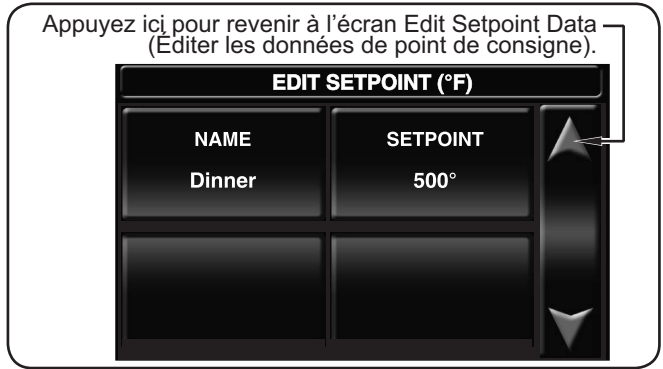 Appuyez ici pour revenir à l’écran Edit Setpoint Data
(Éditer les données de point de consigne).
EDIT SETPOINT (°F)
NAME SETPOINT
Dinner 500°